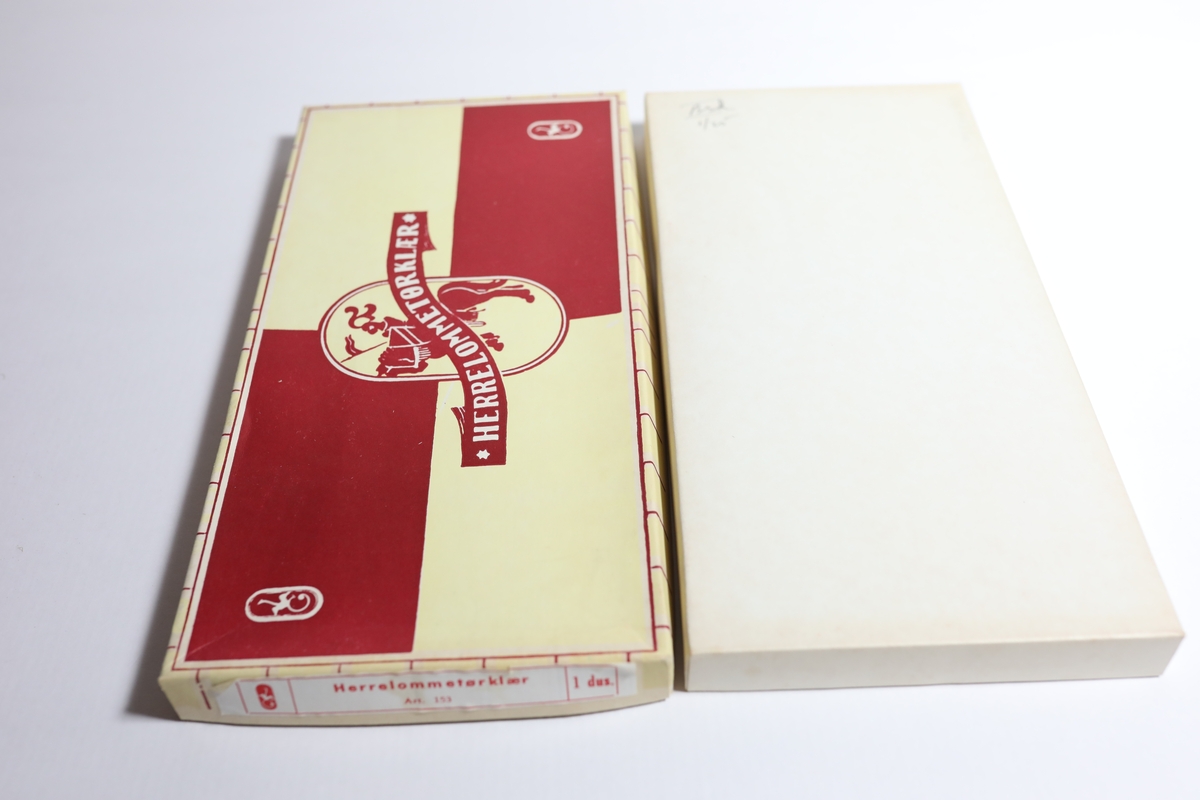 * HERRELOMMETØRKLÆR *
Herrelommetørklær
1 dus.
Art. 153